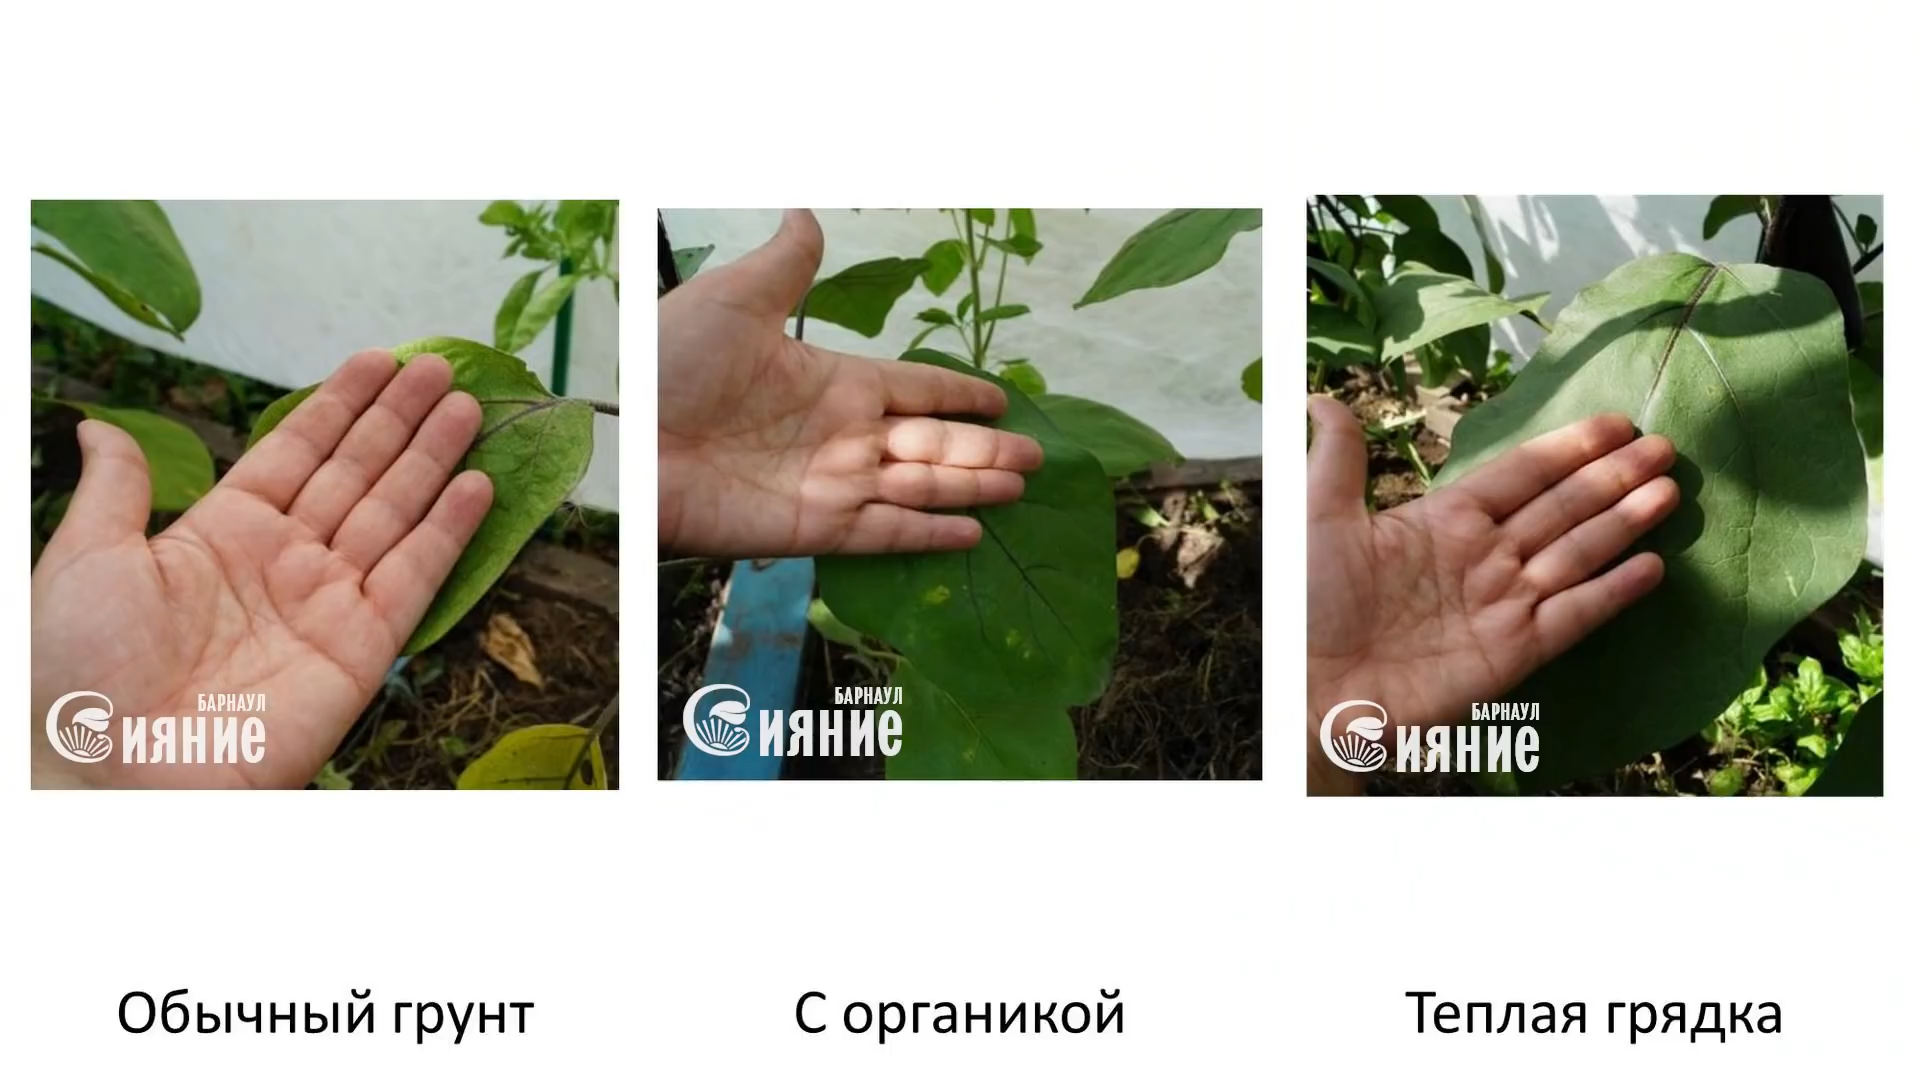 БАРНАУЛ
Сияние
БАРНАУЛ
Сияние
БАРНАУЛ
Сияние
Обычный грунт
С органикой
Теплая грядка